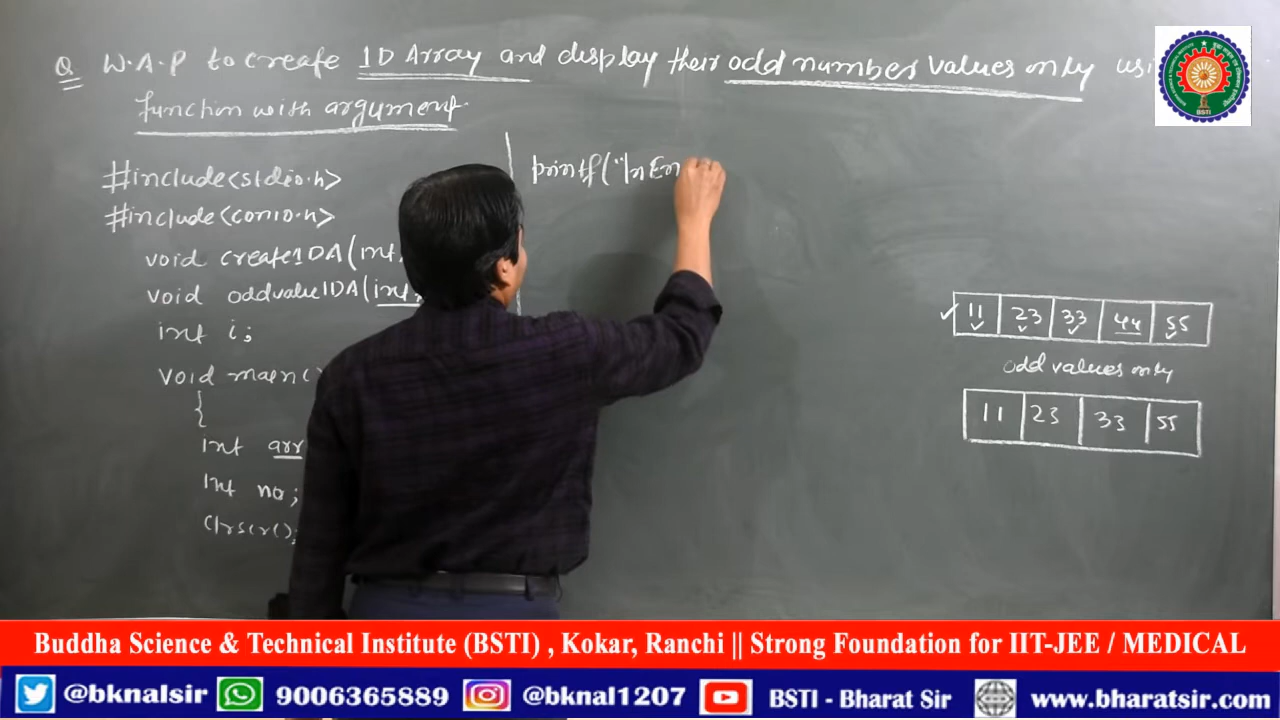 Q W.A.P to create 1D Array and display their odd number values only usi
function with argument.
#include<stdio.h>
#include<conio.h>
void create1DA(int
void oddvalue1DA(int
int i;
void main()
{
int arr
int no;
clrscr();
printf("\nEn
11 23 33 44 55
odd values only
11 23 33 55
BSTI
Buddha Science & Technical Institute (BSTI) , Kokar, Ranchi || Strong Foundation for IIT-JEE / MEDICAL
@bknalsir 9006365889 @bknal1207 BSTI - Bharat Sir www.bharatsir.com